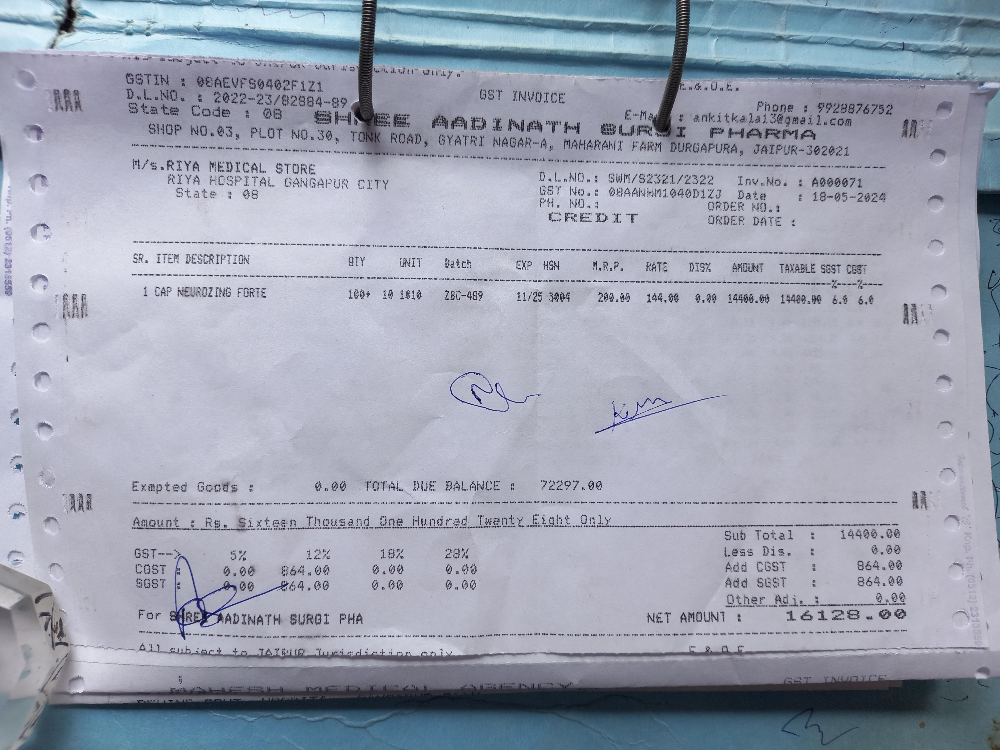 GSTIN : 08AEVFS0402F1Z1
D.L.NO. : 2022-23/82884-89
State Code : 08
GST INVOICE
E.& O.E.
Phone : 9928876752
ankitkala13@gmail.com
SHREE AADINATH SURGI PHARMA
SHOP NO.03, PLOT NO.30, TONK ROAD, GYATRI NAGAR-A, MAHARANI FARM DURGAPURA, JAIPUR-302021
M/s.RIYA MEDICAL STORE
RIYA HOSPITAL GANGAPUR CITY
State : 08
D.L.NO.: SWM/S2321/2322 Inv.No. : A000071
GST No.: 08AANHM1040D1ZJ Date : 18-05-2024
PH. NO.: ORDER NO.:
CREDIT ORDER DATE :
SR. ITEM DESCRIPTION QTY UNIT Batch EXP HSN M.R.P. RATE DIS% AMOUNT TAXABLE SGST CGST
% %
1 CAP NEUROZING FORTE 100+ 10 1010 ZBC-489 11/25 3004 200.00 144.00 0.00 14400.00 14400.00 6.0 6.0
Exmpted Goods : 0.00 TOTAL DUE BALANCE : 72297.00
Amount : Rs. Sixteen Thousand One Hundred Twenty Eight Only
GST--> 5% 12% 18% 28%
CGST : 0.00 864.00 0.00 0.00
SGST : 0.00 864.00 0.00 0.00
Sub Total : 14400.00
Less Dis. : 0.00
Add CGST : 864.00
Add SGST : 864.00
Other Adj. : 0.00
For SHREE AADINATH SURGI PHA
NET AMOUNT : 16128.00
All subject to JAIPUR Jurisdiction only.
E & O E
MAHESH MEDICAL AGENCY
GST INVOICE